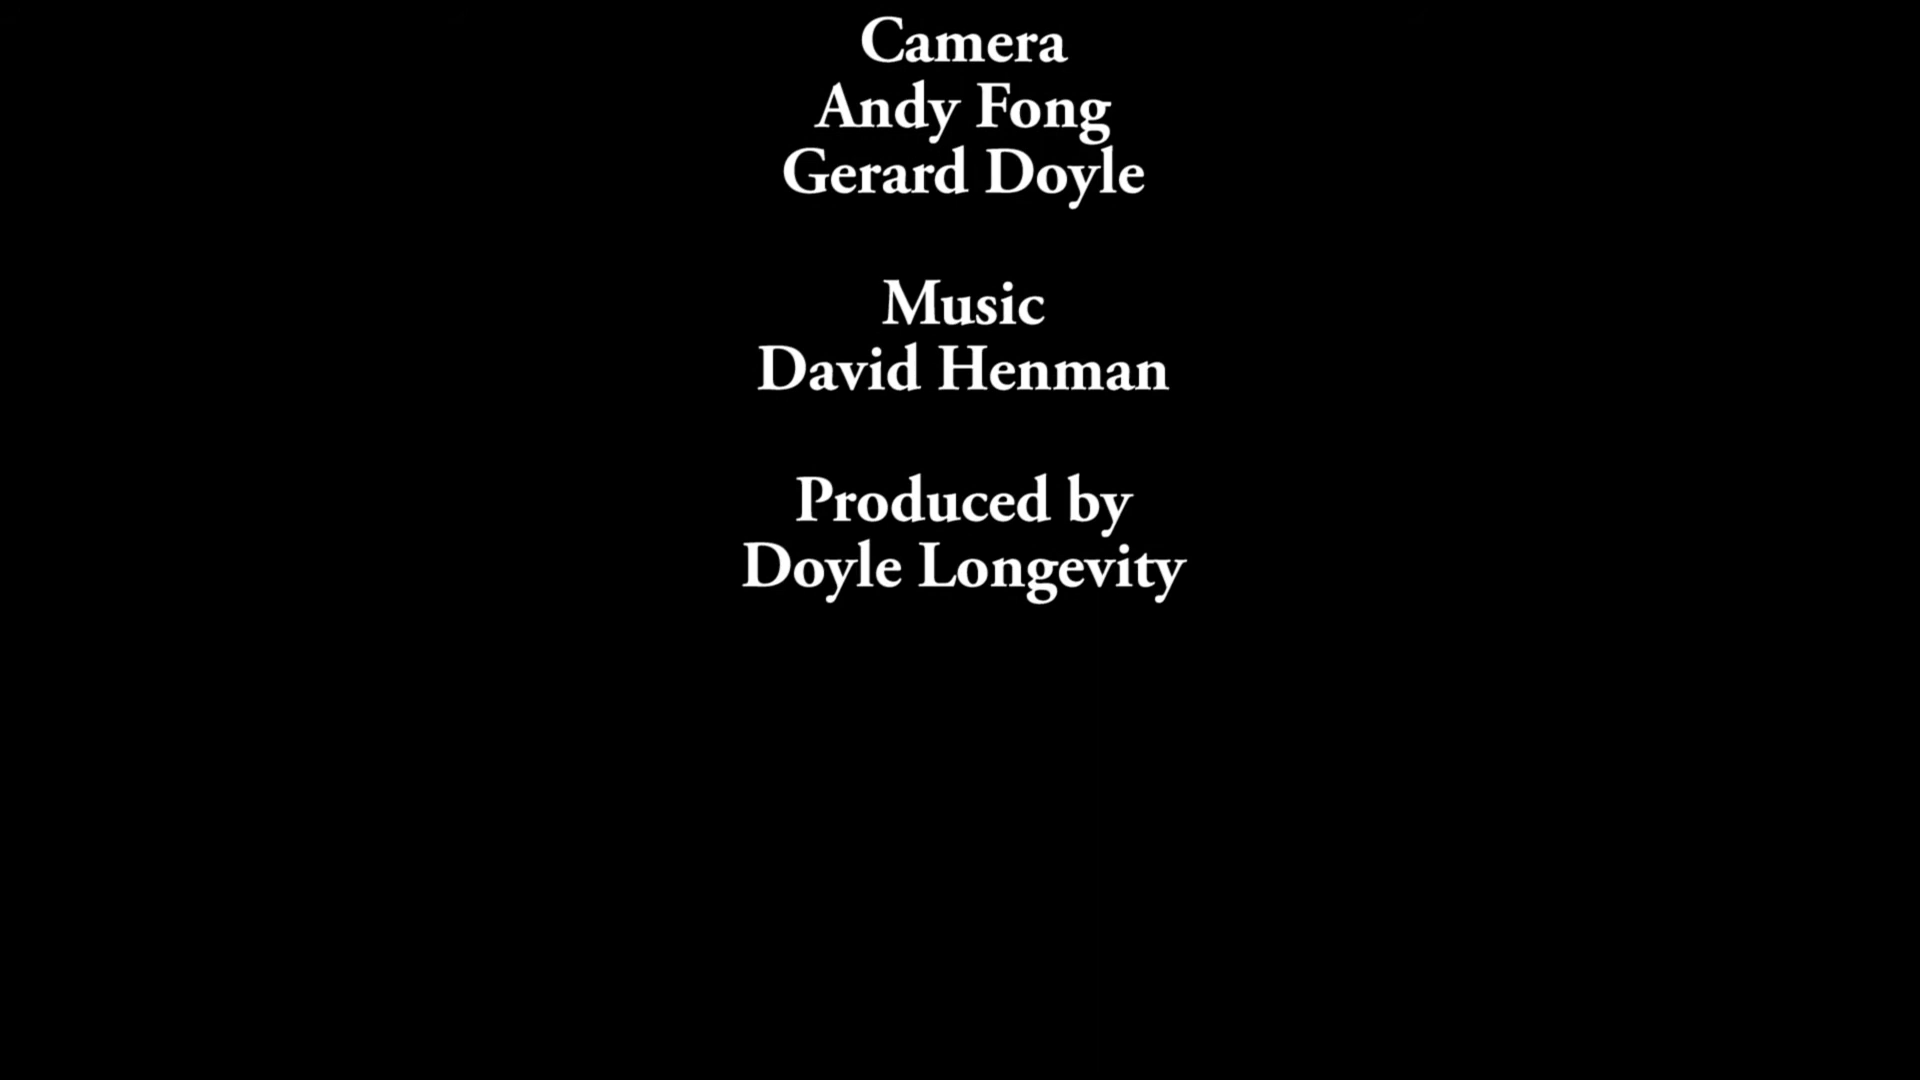 Camera
Andy Fong
Gerard Doyle
Music
David Henman
Produced by
Doyle Longevity